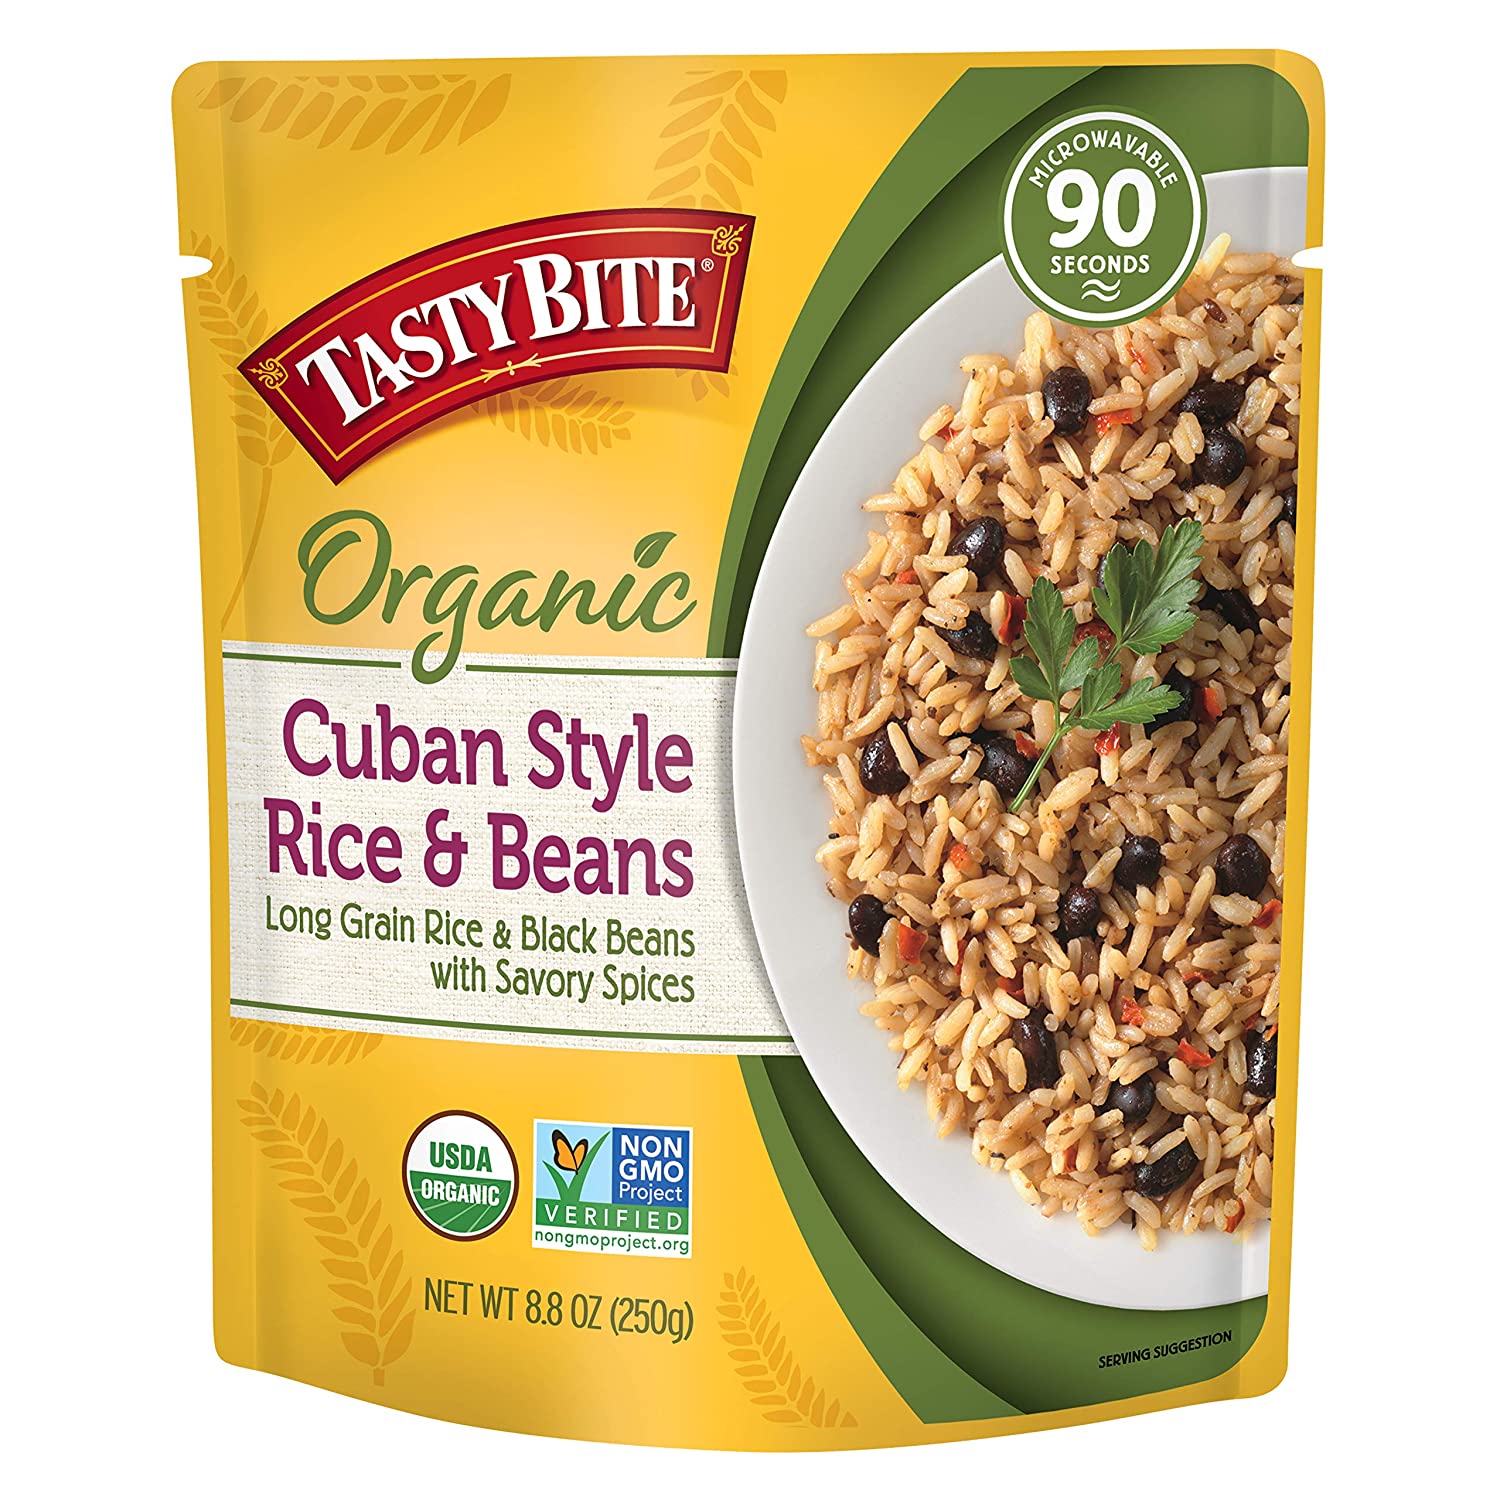 MICROWAVABLE
90
SECONDS
TASTY BITE®
Organic
Cuban Style
Rice & Beans
Long Grain Rice & Black Beans
with Savory Spices
USDA
ORGANIC
NON
GMO
Project
VERIFIED
nongmoproject.org
NET WT 8.8 OZ (250g)
SERVING SUGGESTION